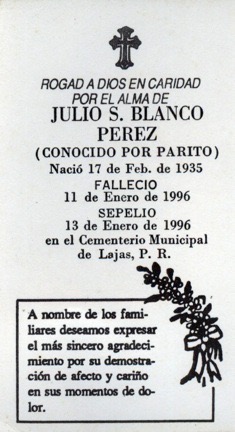 ROGAD A DIOS EN CARIDAD
POR EL ALMA DE
JULIO S. BLANCO
PEREZ
(CONOCIDO POR PARITO)
Nació 17 de Feb. de 1935
FALLECIO
11 de Enero de 1996
SEPELIO
13 de Enero de 1996
en el Cementerio Municipal
de Lajas, P. R.
A nombre de los fami-
liares deseamos expresar
el más sincero agradeci-
miento por su demostra-
ción de afecto y cariño
en sus momentos de do-
lor.